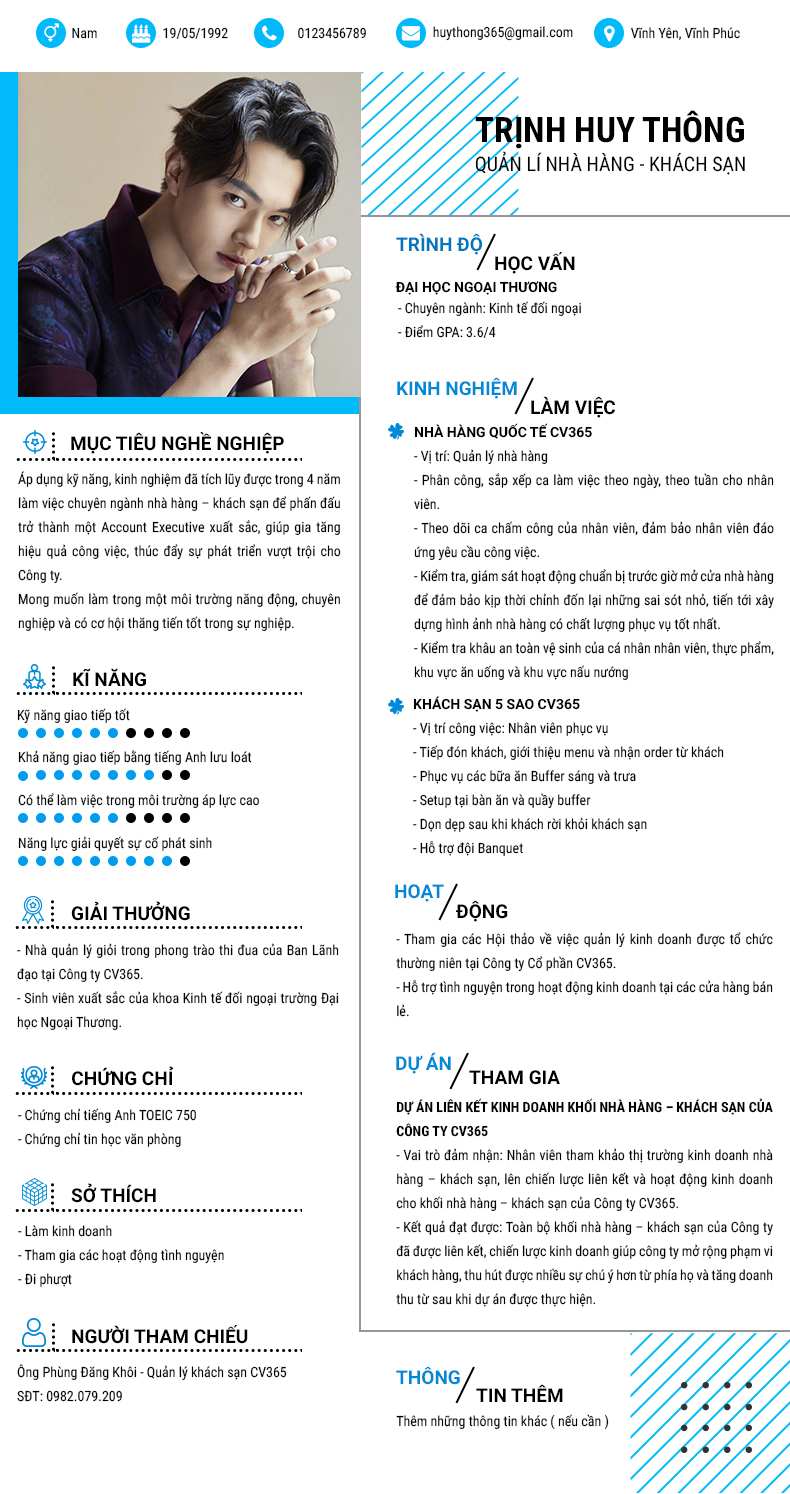 Nam
19/05/1992
0123456789
huythong365@gmail.com
Vĩnh Yên, Vĩnh Phúc
TRỊNH HUY THÔNG
QUẢN LÍ NHÀ HÀNG - KHÁCH SẠN
MỤC TIÊU NGHỀ NGHIỆP
Áp dụng kỹ năng, kinh nghiệm đã tích lũy được trong 4 năm
làm việc chuyên ngành nhà hàng – khách sạn để phấn đấu
trở thành một Account Executive xuất sắc, giúp gia tăng
hiệu quả công việc, thúc đẩy sự phát triển vượt trội cho
Công ty.
Mong muốn làm trong một môi trường năng động, chuyên
nghiệp và có cơ hội thăng tiến tốt trong sự nghiệp.
KĨ NĂNG
Kỹ năng giao tiếp tốt
Khả năng giao tiếp bằng tiếng Anh lưu loát
Có thể làm việc trong môi trường áp lực cao
Năng lực giải quyết sự cố phát sinh
GIẢI THƯỞNG
- Nhà quản lý giỏi trong phong trào thi đua của Ban Lãnh
đạo tại Công ty CV365.
- Sinh viên xuất sắc của khoa Kinh tế đối ngoại trường Đại
học Ngoại Thương.
CHỨNG CHỈ
- Chứng chỉ tiếng Anh TOEIC 750
- Chứng chỉ tin học văn phòng
SỞ THÍCH
- Làm kinh doanh
- Tham gia các hoạt động tình nguyện
- Đi phượt
NGƯỜI THAM CHIẾU
Ông Phùng Đăng Khôi - Quản lý khách sạn CV365
SĐT: 0982.079.209
TRÌNH ĐỘ
HỌC VẤN
ĐẠI HỌC NGOẠI THƯƠNG
- Chuyên ngành: Kinh tế đối ngoại
- Điểm GPA: 3.6/4
KINH NGHIỆM
LÀM VIỆC
NHÀ HÀNG QUỐC TẾ CV365
- Vị trí: Quản lý nhà hàng
- Phân công, sắp xếp ca làm việc theo ngày, theo tuần cho nhân
viên.
- Theo dõi ca chấm công của nhân viên, đảm bảo nhân viên đáo
ứng yêu cầu công việc.
- Kiểm tra, giám sát hoạt động chuẩn bị trước giờ mở cửa nhà hàng
để đảm bảo kịp thời chỉnh đốn lại những sai sót nhỏ, tiến tới xây
dựng hình ảnh nhà hàng có chất lượng phục vụ tốt nhất.
- Kiểm tra khâu an toàn vệ sinh của cá nhân nhân viên, thực phẩm,
khu vực ăn uống và khu vực nấu nướng
KHÁCH SẠN 5 SAO CV365
- Vị trí công việc: Nhân viên phục vụ
- Tiếp đón khách, giới thiệu menu và nhận order từ khách
- Phục vụ các bữa ăn Buffer sáng và trưa
- Setup tại bàn ăn và quầy buffer
- Dọn dẹp sau khi khách rời khỏi khách sạn
- Hỗ trợ đội Banquet
HOẠT
ĐỘNG
- Tham gia các Hội thảo về việc quản lý kinh doanh được tổ chức
thường niên tại Công ty Cổ phần CV365.
- Hỗ trợ tình nguyện trong hoạt động kinh doanh tại các cửa hàng bán
lẻ.
DỰ ÁN
THAM GIA
DỰ ÁN LIÊN KẾT KINH DOANH KHỐI NHÀ HÀNG – KHÁCH SẠN CỦA
CÔNG TY CV365
- Vai trò đảm nhận: Nhân viên tham khảo thị trường kinh doanh nhà
hàng – khách sạn, lên chiến lược liên kết và hoạt động kinh doanh
cho khối nhà hàng – khách sạn của Công ty CV365.
- Kết quả đạt được: Toàn bộ khối nhà hàng – khách sạn của Công ty
đã được liên kết, chiến lược kinh doanh giúp công ty mở rộng phạm vi
khách hàng, thu hút được nhiều sự chú ý hơn từ phía họ và tăng doanh
thu từ sau khi dự án được thực hiện.
THÔNG
TIN THÊM
Thêm những thông tin khác ( nếu cần )